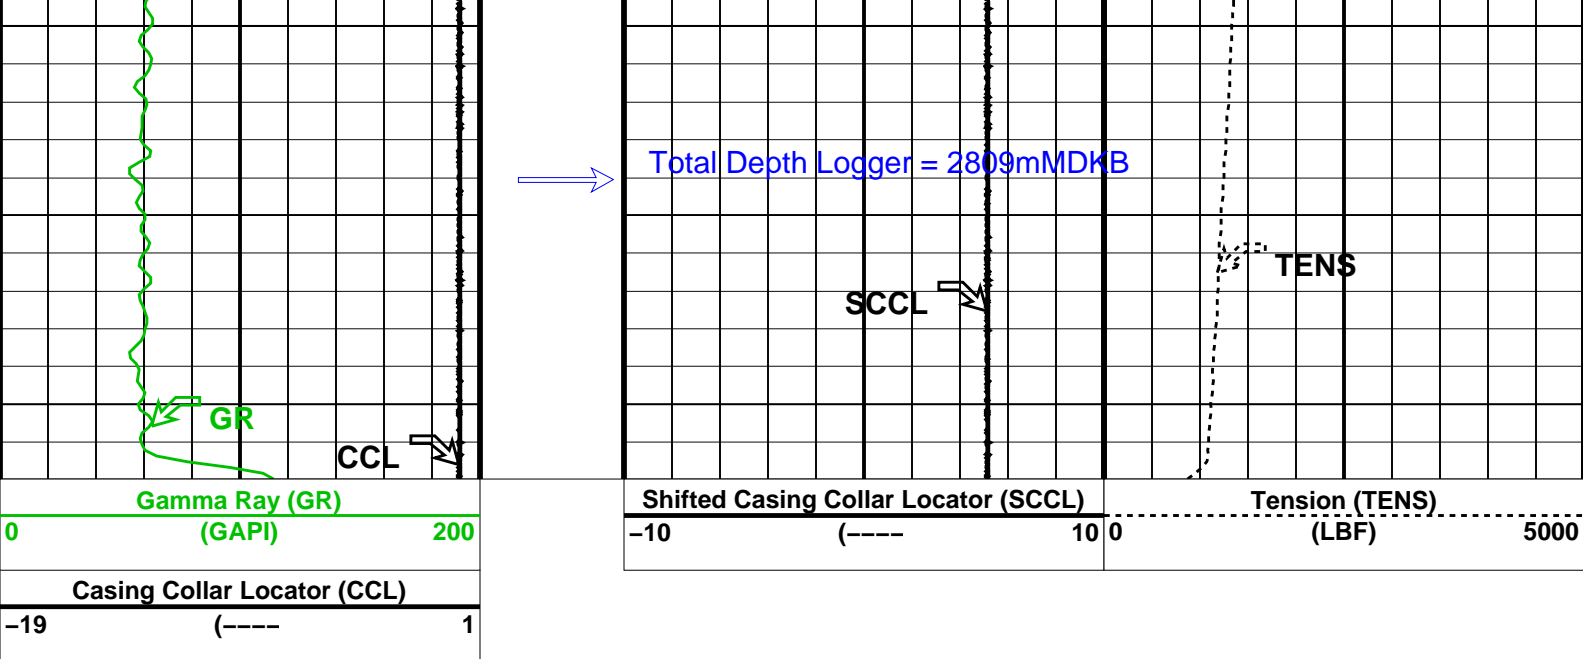 Total Depth Logger = 2809mMDKB
TENS
SCCL
GR
CCL
Gamma Ray (GR)
0 (GAPI) 200
Casing Collar Locator (CCL)
−19 (−−−− 1
Shifted Casing Collar Locator (SCCL)
−10 (−−−− 10
Tension (TENS)
0 (LBF) 5000